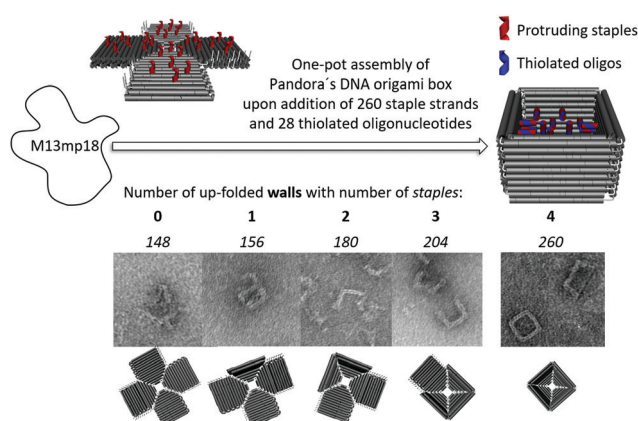 Protruding staples
Thiolated oligos
One-pot assembly of
Pandora´s DNA origami box
upon addition of 260 staple strands
and 28 thiolated oligonucleotides
M13mp18
Number of up-folded walls with number of staples:
0 1 2 3 4
148 156 180 204 260